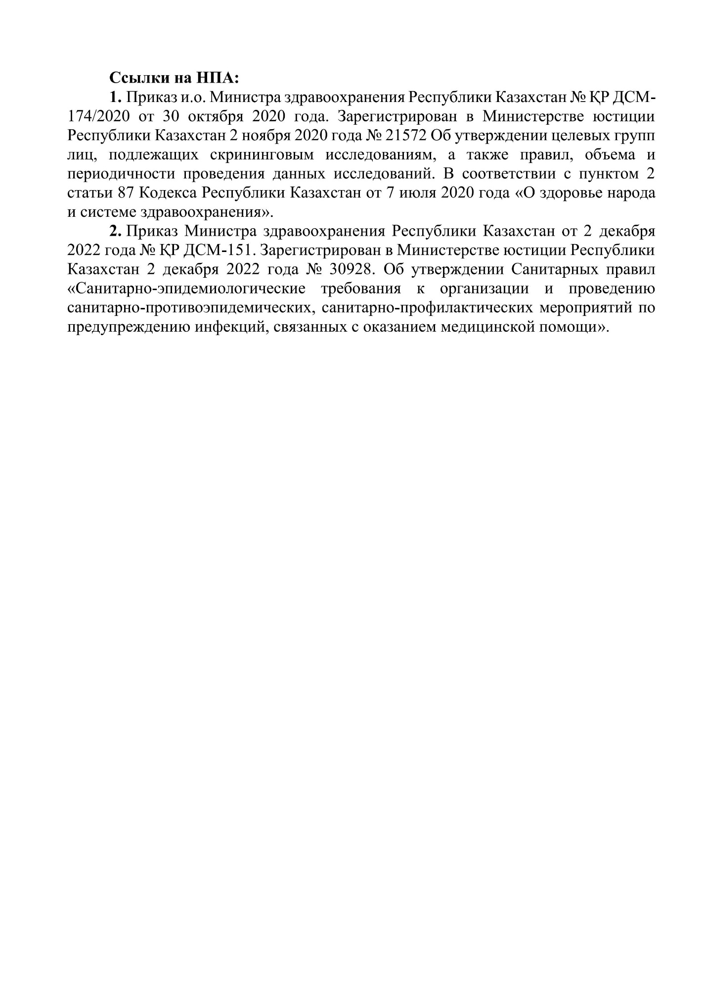 Ссылки на НПА:
1. Приказ и.о. Министра здравоохранения Республики Казахстан № ҚР ДСМ-
174/2020 от 30 октября 2020 года. Зарегистрирован в Министерстве юстиции
Республики Казахстан 2 ноября 2020 года № 21572 Об утверждении целевых групп
лиц, подлежащих скрининговым исследованиям, а также правил, объема и
периодичности проведения данных исследований. В соответствии с пунктом 2
статьи 87 Кодекса Республики Казахстан от 7 июля 2020 года «О здоровье народа
и системе здравоохранения».
2. Приказ Министра здравоохранения Республики Казахстан от 2 декабря
2022 года № ҚР ДСМ-151. Зарегистрирован в Министерстве юстиции Республики
Казахстан 2 декабря 2022 года № 30928. Об утверждении Санитарных правил
«Санитарно-эпидемиологические требования к организации и проведению
санитарно-противоэпидемических, санитарно-профилактических мероприятий по
предупреждению инфекций, связанных с оказанием медицинской помощи».